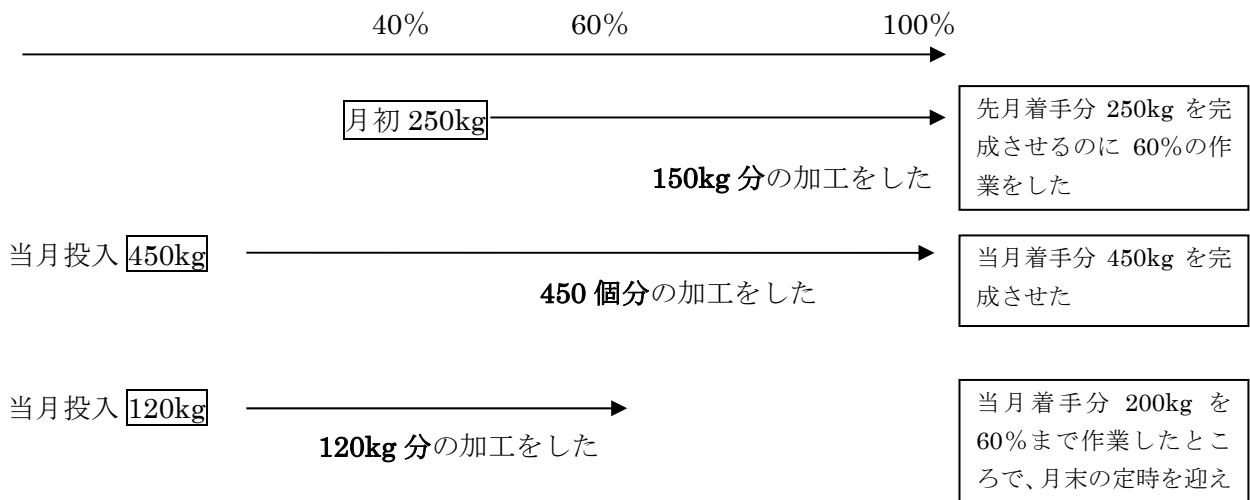 40% 60% 100%
月初 250kg
先月着手分 250kg を完
成させるのに 60%の作
業をした
150kg 分の加工をした
当月投入 450kg
当月着手分 450kg を完
成させた
450 個分の加工をした
当月投入 120kg
当月着手分 200kg を
60%まで作業したとこ
ろで、月末の定時を迎え
120kg 分の加工をした